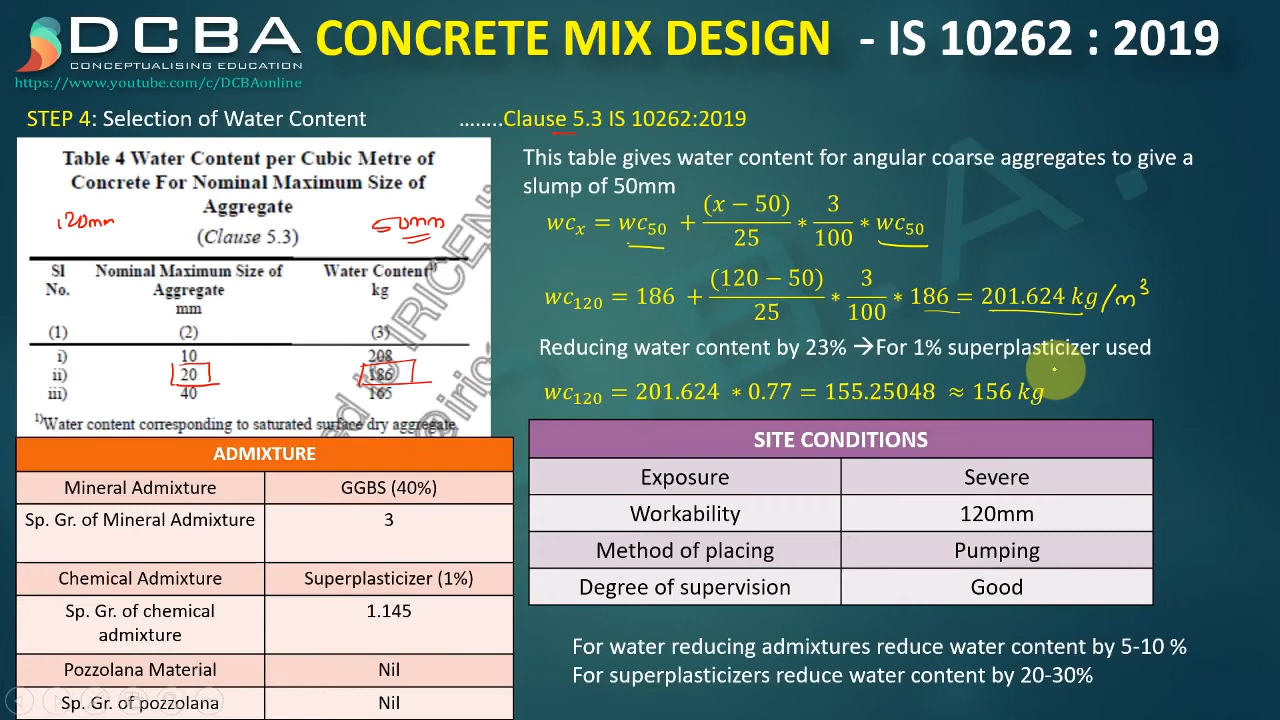 DCBA
CONCEPTUALISING EDUCATION
https://www.youtube.com/c/DCBAonline
CONCRETE MIX DESIGN - IS 10262 : 2019
STEP 4: Selection of Water Content ........Clause 5.3 IS 10262:2019
Table 4 Water Content per Cubic Metre of
Concrete For Nominal Maximum Size of
Aggregate
(Clause 5.3)
120mm
50mm
Sl No. Nominal Maximum Size of Aggregate mm Water Content¹⁾ kg
(1) (2) (3)
i) 10 208
ii) 20 186
iii) 40 165
¹⁾Water content corresponding to saturated surface dry aggregate.
This table gives water content for angular coarse aggregates to give a
slump of 50mm
wcₓ = wc₅₀ + (x − 50)/25 * 3/100 * wc₅₀
wc₁₂₀ = 186 + (120 − 50)/25 * 3/100 * 186 = 201.624 kg/m³
Reducing water content by 23% →For 1% superplasticizer used
wc₁₂₀ = 201.624 * 0.77 = 155.25048 ≈ 156 kg
ADMIXTURE
Mineral Admixture GGBS (40%)
Sp. Gr. of Mineral Admixture 3
Chemical Admixture Superplasticizer (1%)
Sp. Gr. of chemical admixture 1.145
Pozzolana Material Nil
Sp. Gr. of pozzolana Nil
SITE CONDITIONS
Exposure Severe
Workability 120mm
Method of placing Pumping
Degree of supervision Good
For water reducing admixtures reduce water content by 5-10 %
For superplasticizers reduce water content by 20-30%